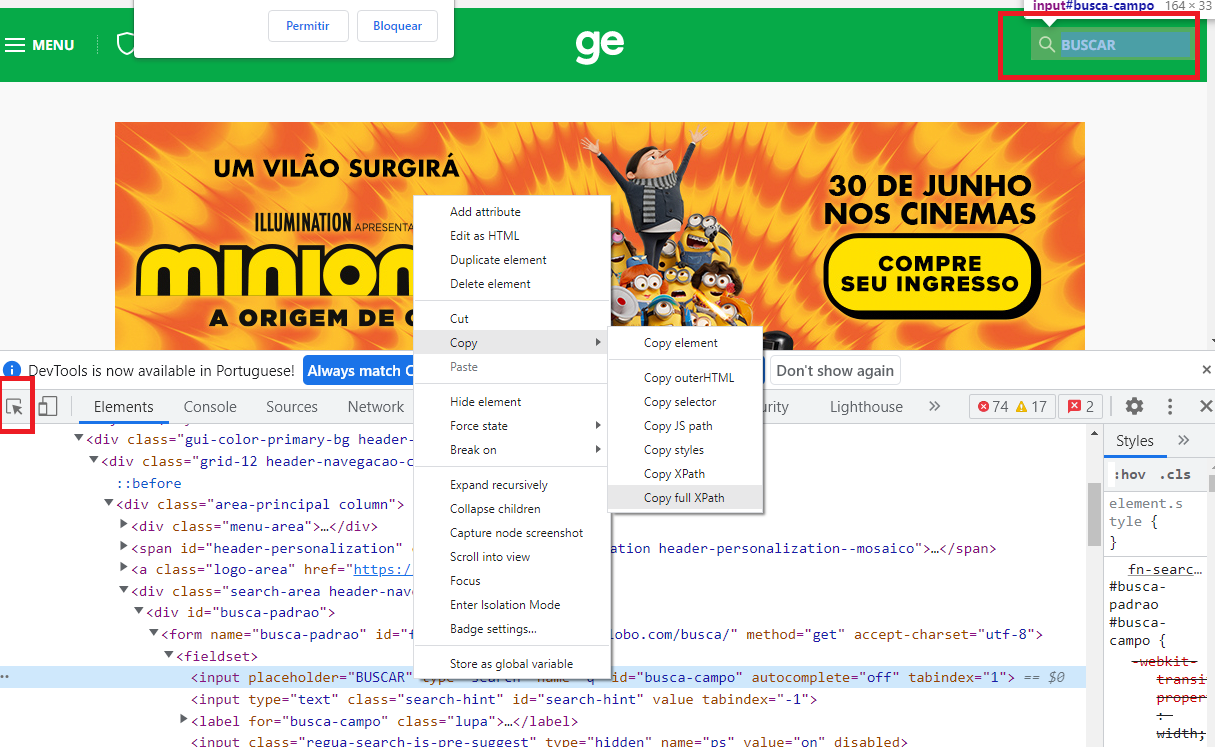 input#busca-campo 164 × 33
Permitir
Bloquear
MENU
ge
BUSCAR
UM VILÃO SURGIRÁ
ILLUMINATION APRESENTA
MINION
A ORIGEM DE
30 DE JUNHO
NOS CINEMAS
COMPRE
SEU INGRESSO
Add attribute
Edit as HTML
Duplicate element
Delete element
Cut
Copy
Paste
Hide element
Force state
Break on
Expand recursively
Collapse children
Capture node screenshot
Scroll into view
Focus
Enter Isolation Mode
Badge settings...
Store as global variable
Copy element
Copy outerHTML
Copy selector
Copy JS path
Copy styles
Copy XPath
Copy full XPath
DevTools is now available in Portuguese! Always match C
Don't show again
Elements Console Sources Network urity Lighthouse 74 17 2
<div class="gui-color-primary-bg header-
<div class="grid-12 header-navegacao-c
::before
<div class="area-principal column">
<div class="menu-area">…</div>
<span id="header-personalization" ation header-personalization--mosaico">…</span>
<a class="logo-area" href="https:/
<div class="search-area header-nav
<div id="busca-padrao">
<form name="busca-padrao" id="f lobo.com/busca/" method="get" accept-charset="utf-8">
<fieldset>
<input placeholder="BUSCAR" type="search" name="q" id="busca-campo" autocomplete="off" tabindex="1"> == $0
<input type="text" class="search-hint" id="search-hint" value tabindex="-1">
<label for="busca-campo" class="lupa">…</label>
<input class="regua-search-is-pre-suggest" type="hidden" name="ps" value="on" disabled>
Styles
:hov .cls
element.s
tyle {
}
fn-searc…
#busca-
padrao
#busca-
campo {
-webkit-
transi
proper
:
width;